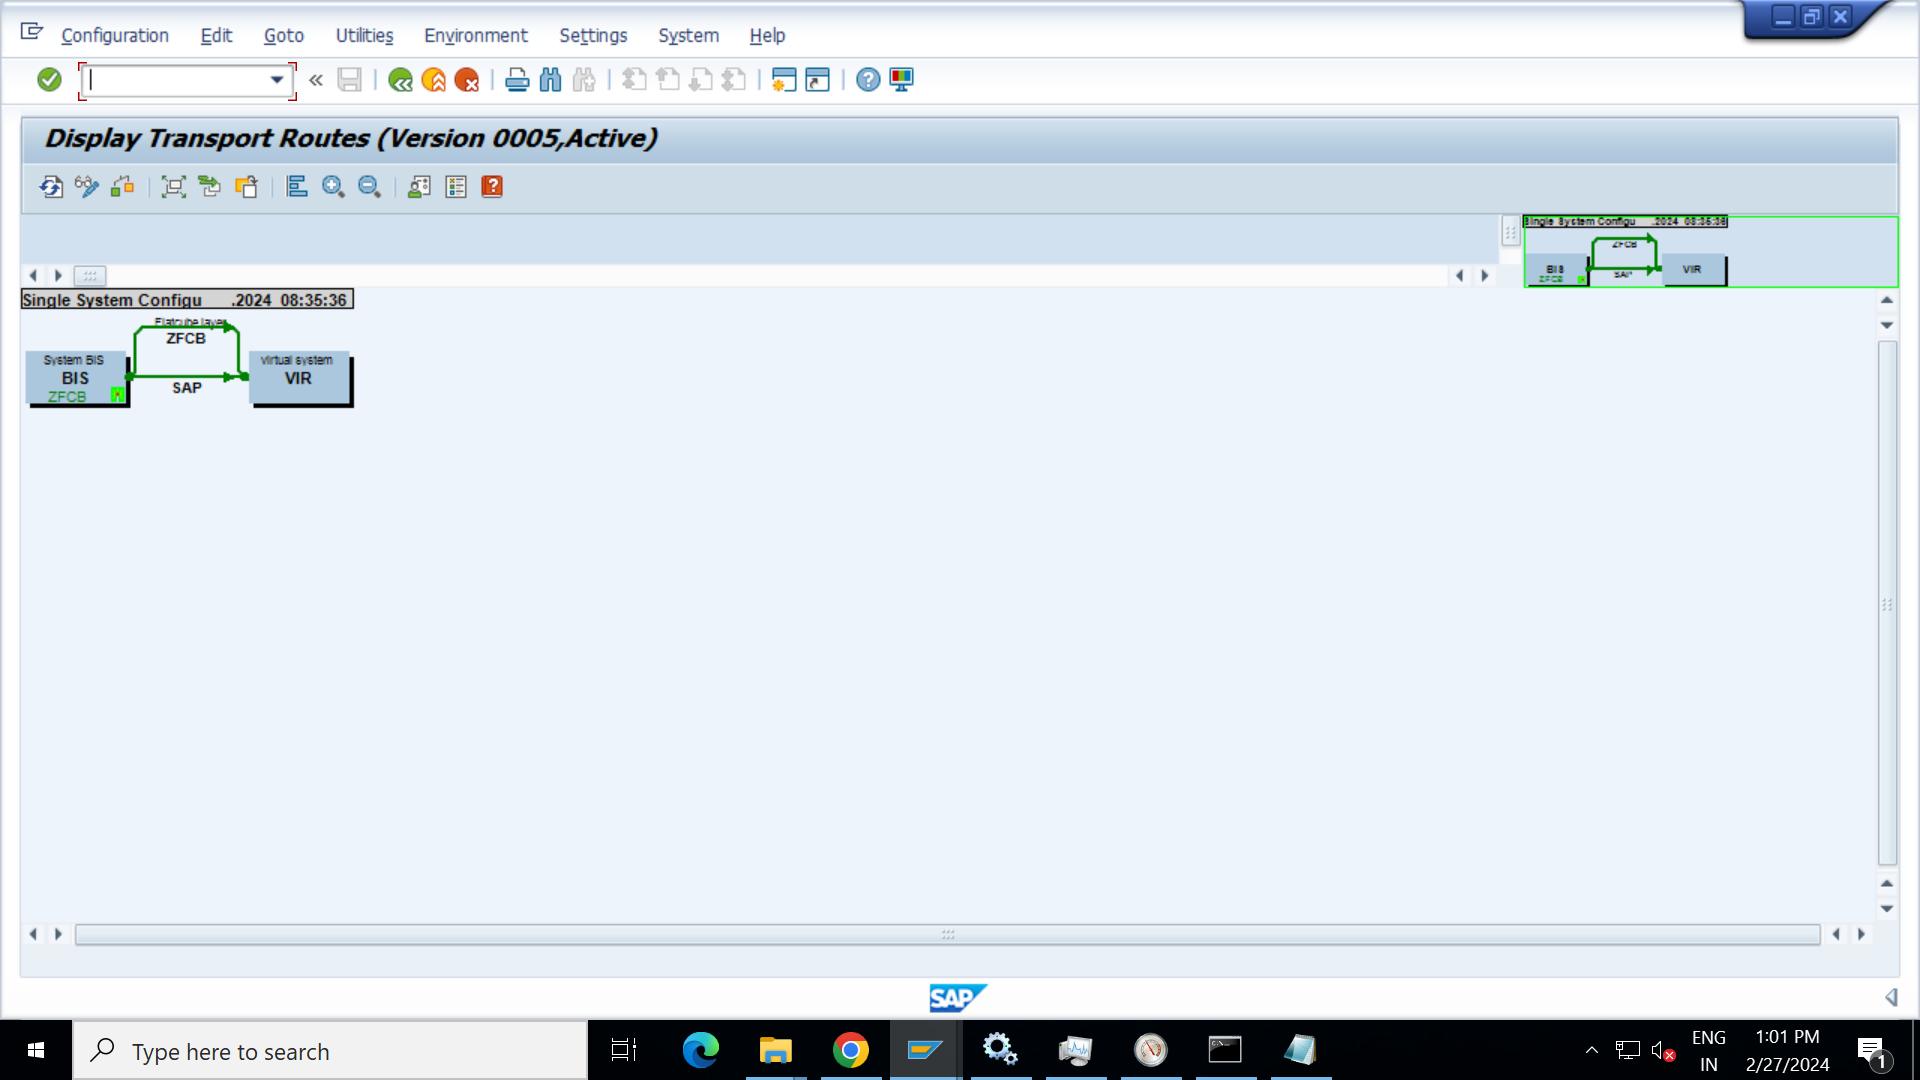 Configuration Edit Goto Utilities Environment Settings System Help
Display Transport Routes (Version 0005,Active)
Single System Configu .2024 08:35:36
ZFCB
BIS SAP VIR
ZFCB
Single System Configu .2024 08:35:36
Flatcube layer
ZFCB
System BIS
BIS
ZFCB
SAP
virtual system
VIR
SAP
Type here to search
ENG
IN
1:01 PM
2/27/2024
1